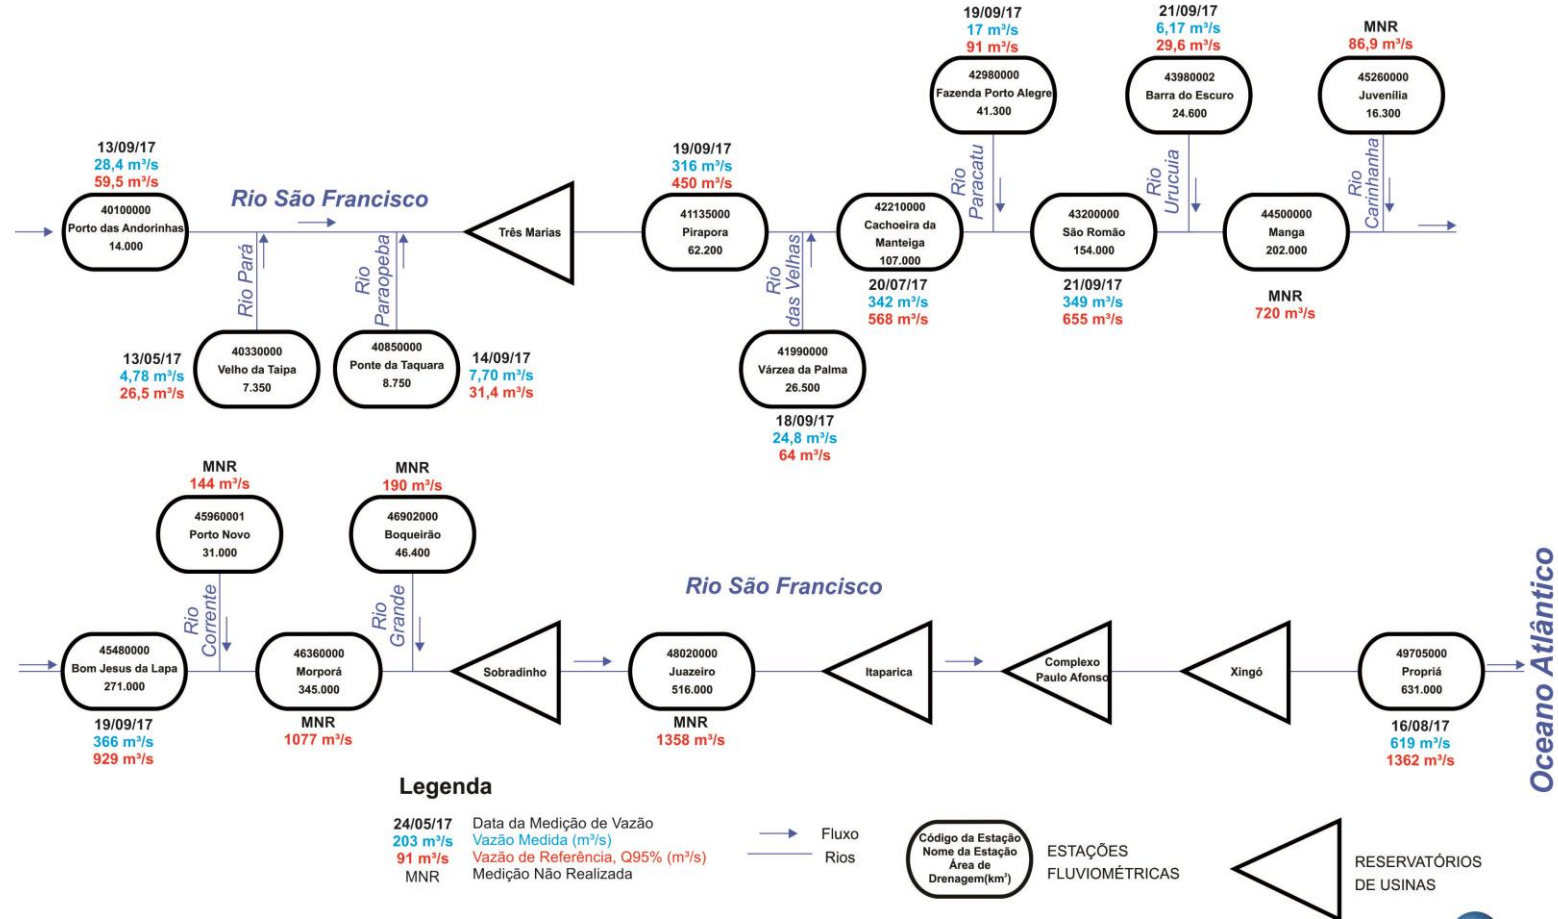 19/09/17
17 m³/s
91 m³/s
21/09/17
6,17 m³/s
29,6 m³/s
MNR
86,9 m³/s
42980000
Fazenda Porto Alegre
41.300
43980002
Barra do Escuro
24.600
45260000
Juvenília
16.300
13/09/17
28,4 m³/s
59,5 m³/s
Rio São Francisco
19/09/17
316 m³/s
450 m³/s
Rio
Paracatu
Rio
Urucuia
Rio
Carinhanha
40100000
Porto das Andorinhas
14.000
Três Marias
41135000
Pirapora
62.200
42210000
Cachoeira da
Manteiga
107.000
43200000
São Romão
154.000
44500000
Manga
202.000
Rio Pará
Rio
Paraopeba
Rio
das Velhas
20/07/17
342 m³/s
568 m³/s
21/09/17
349 m³/s
655 m³/s
MNR
720 m³/s
13/05/17
4,78 m³/s
26,5 m³/s
40330000
Velho da Taipa
7.350
40850000
Ponte da Taquara
8.750
14/09/17
7,70 m³/s
31,4 m³/s
41990000
Várzea da Palma
26.500
18/09/17
24,8 m³/s
64 m³/s
MNR
144 m³/s
MNR
190 m³/s
45960001
Porto Novo
31.000
46902000
Boqueirão
46.400
Rio
Corrente
Rio
Grande
Rio São Francisco
45480000
Bom Jesus da Lapa
271.000
46360000
Morporá
345.000
Sobradinho
48020000
Juazeiro
516.000
Itaparica
Complexo
Paulo Afonso
Xingó
49705000
Propriá
631.000
Oceano Atlântico
19/09/17
366 m³/s
929 m³/s
MNR
1077 m³/s
MNR
1358 m³/s
16/08/17
619 m³/s
1362 m³/s
Legenda
24/05/17 Data da Medição de Vazão
203 m³/s Vazão Medida (m³/s)
91 m³/s Vazão de Referência, Q95% (m³/s)
MNR Medição Não Realizada
Fluxo
Rios
Código da Estação
Nome da Estação
Área de
Drenagem(km²)
ESTAÇÕES
FLUVIOMÉTRICAS
RESERVATÓRIOS
DE USINAS